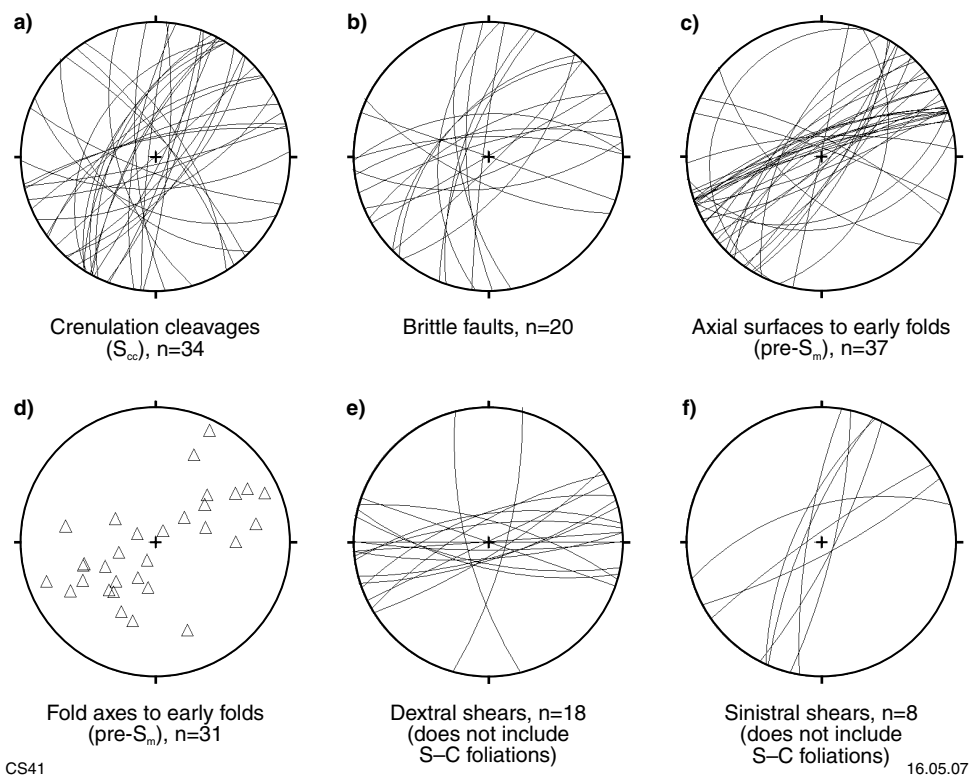 a)
b)
c)
Crenulation cleavages
(Scc), n=34
Brittle faults, n=20
Axial surfaces to early folds
(pre-Sm), n=37
d)
e)
f)
Fold axes to early folds
(pre-Sm), n=31
Dextral shears, n=18
(does not include
S–C foliations)
Sinistral shears, n=8
(does not include
S–C foliations)
CS41
16.05.07